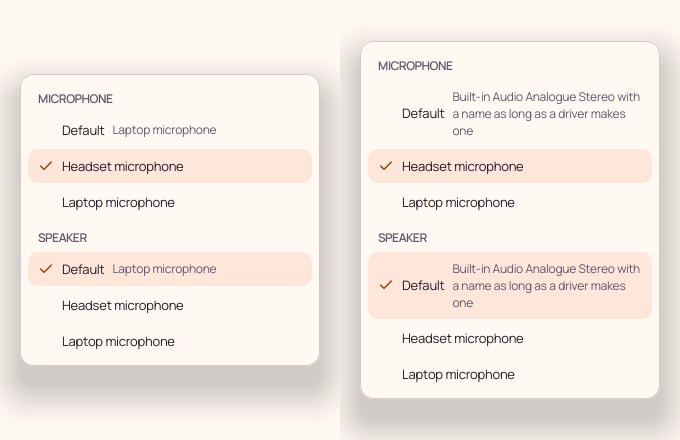 MICROPHONE
Default Laptop microphone
Headset microphone
Laptop microphone
SPEAKER
Default Laptop microphone
Headset microphone
Laptop microphone
MICROPHONE
Default Built-in Audio Analogue Stereo with
a name as long as a driver makes
one
Headset microphone
Laptop microphone
SPEAKER
Default Built-in Audio Analogue Stereo with
a name as long as a driver makes
one
Headset microphone
Laptop microphone